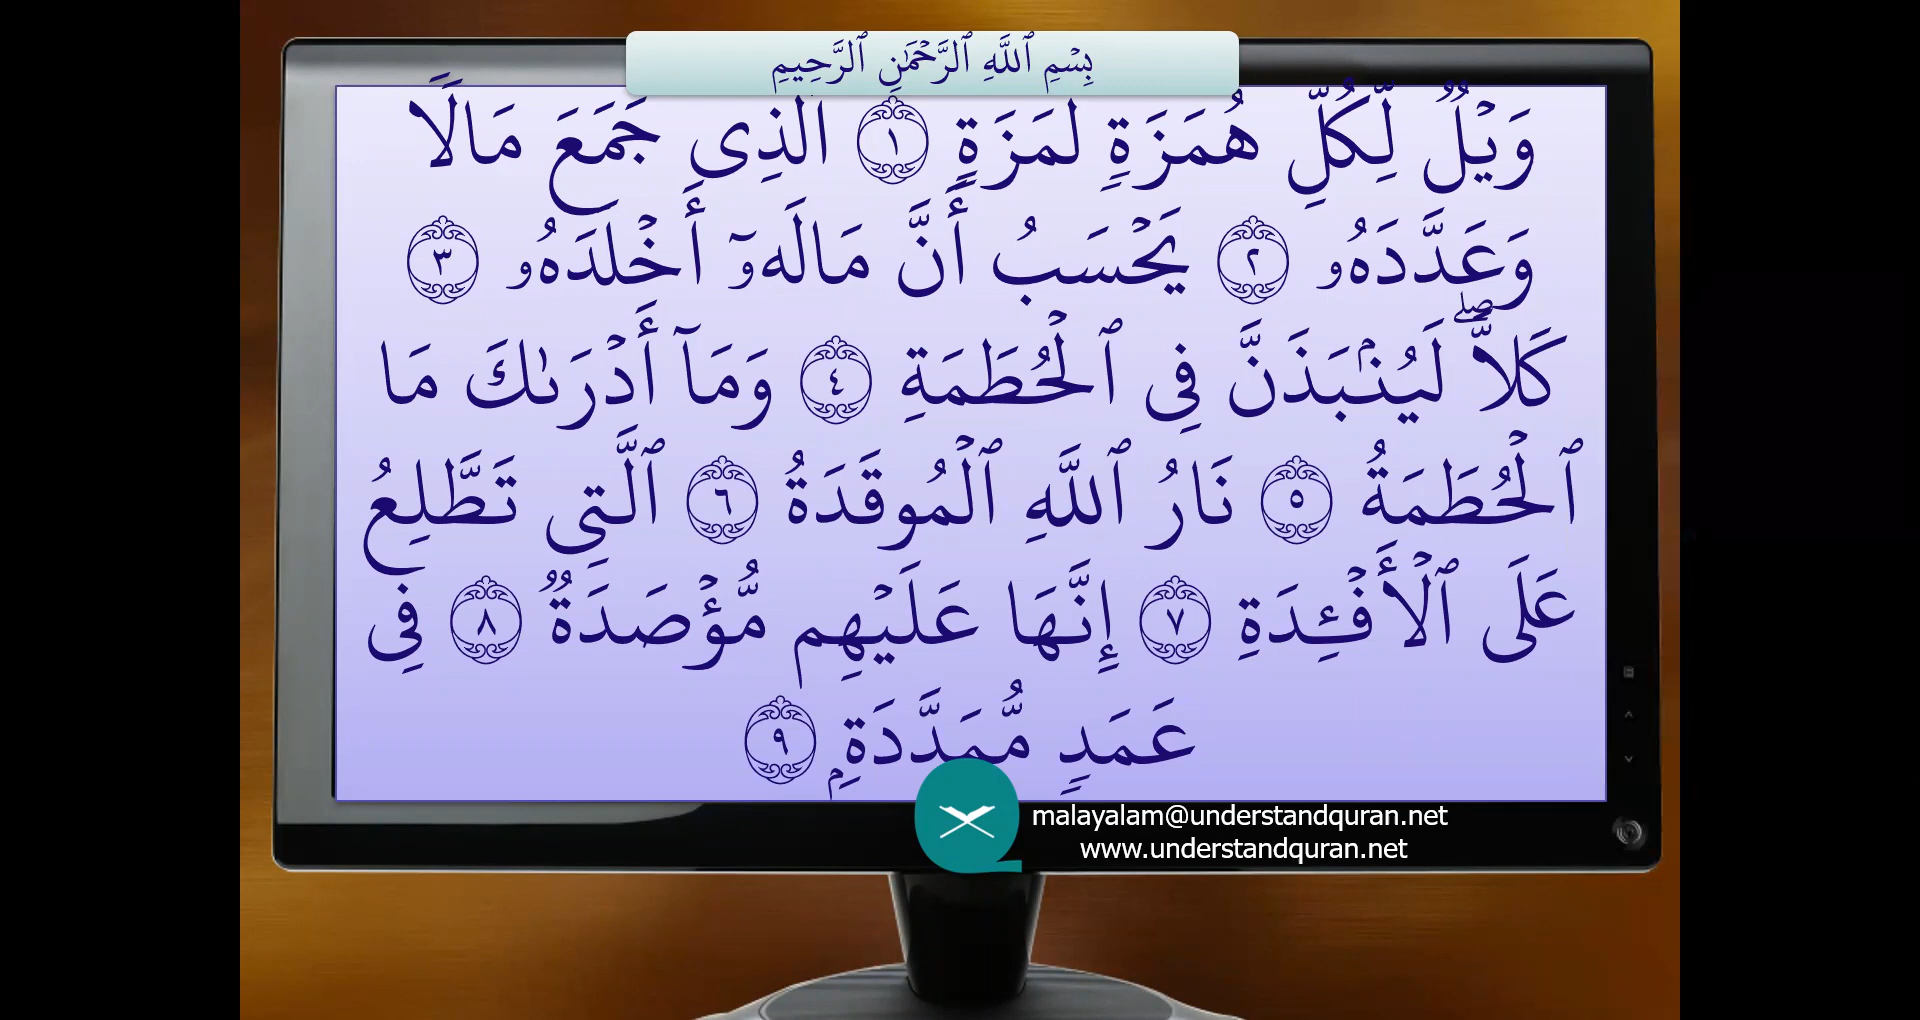 بِسۡمِ ٱللَّهِ ٱلرَّحۡمَٰنِ ٱلرَّحِيمِ
وَيۡلٞ لِّكُلِّ هُمَزَةٖ لُّمَزَةٍ ١ ٱلَّذِى جَمَعَ مَالٗا
وَعَدَّدَهُۥ ٢ يَحۡسَبُ أَنَّ مَالَهُۥٓ أَخۡلَدَهُۥ ٣
كَلَّاۖ لَيُنۢبَذَنَّ فِى ٱلۡحُطَمَةِ ٤ وَمَآ أَدۡرَىٰكَ مَا
ٱلۡحُطَمَةُ ٥ نَارُ ٱللَّهِ ٱلۡمُوقَدَةُ ٦ ٱلَّتِى تَطَّلِعُ
عَلَى ٱلۡأَفۡـِٔدَةِ ٧ إِنَّهَا عَلَيۡهِم مُّؤۡصَدَةٞ ٨ فِى
عَمَدٖ مُّمَدَّدَةِۭ ٩
malayalam@understandquran.net
www.understandquran.net